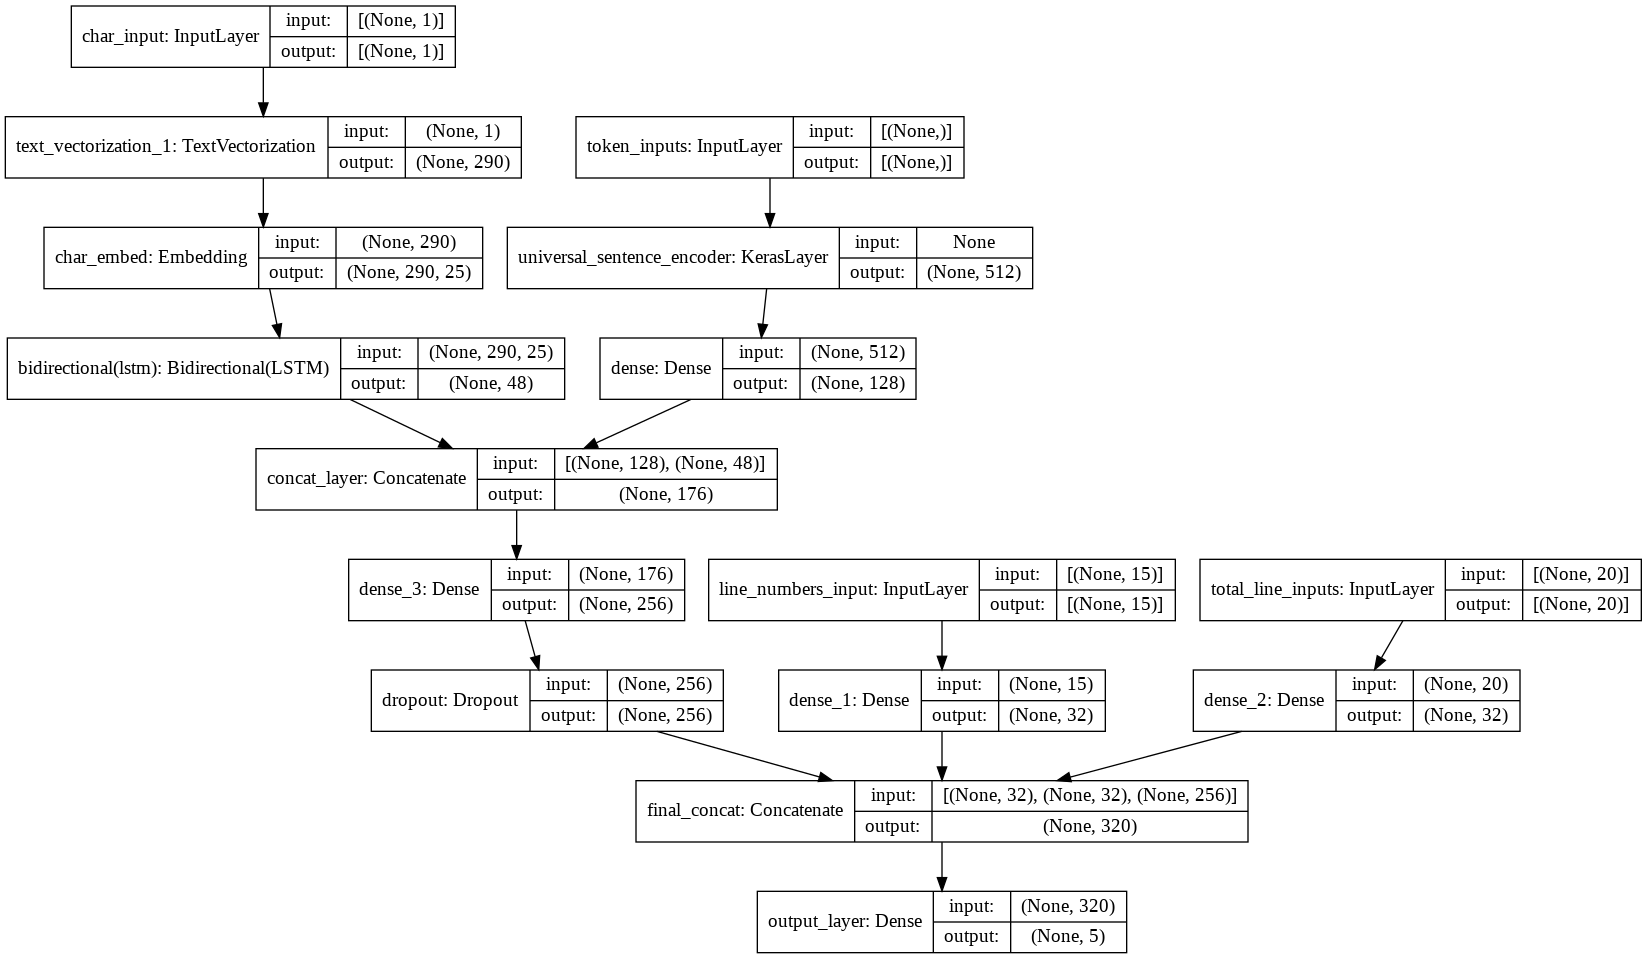 char_input: InputLayer
input:
[(None, 1)]
output:
[(None, 1)]
text_vectorization_1: TextVectorization
input:
(None, 1)
output:
(None, 290)
token_inputs: InputLayer
input:
[(None,)]
output:
[(None,)]
char_embed: Embedding
input:
(None, 290)
output:
(None, 290, 25)
universal_sentence_encoder: KerasLayer
input:
None
output:
(None, 512)
bidirectional(lstm): Bidirectional(LSTM)
input:
(None, 290, 25)
output:
(None, 48)
dense: Dense
input:
(None, 512)
output:
(None, 128)
concat_layer: Concatenate
input:
[(None, 128), (None, 48)]
output:
(None, 176)
dense_3: Dense
input:
(None, 176)
output:
(None, 256)
line_numbers_input: InputLayer
input:
[(None, 15)]
output:
[(None, 15)]
total_line_inputs: InputLayer
input:
[(None, 20)]
output:
[(None, 20)]
dropout: Dropout
input:
(None, 256)
output:
(None, 256)
dense_1: Dense
input:
(None, 15)
output:
(None, 32)
dense_2: Dense
input:
(None, 20)
output:
(None, 32)
final_concat: Concatenate
input:
[(None, 32), (None, 32), (None, 256)]
output:
(None, 320)
output_layer: Dense
input:
(None, 320)
output:
(None, 5)